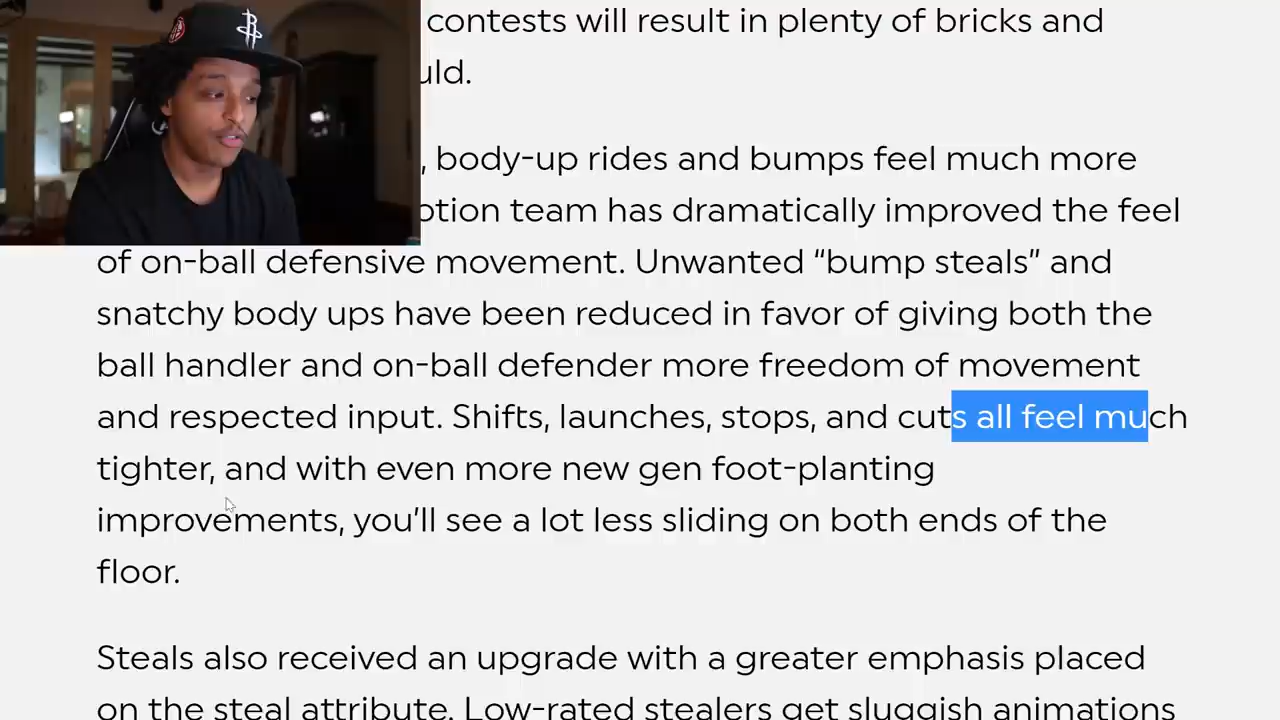 contests will result in plenty of bricks and
uld.
, body-up rides and bumps feel much more
otion team has dramatically improved the feel
of on-ball defensive movement. Unwanted “bump steals” and
snatchy body ups have been reduced in favor of giving both the
ball handler and on-ball defender more freedom of movement
and respected input. Shifts, launches, stops, and cuts all feel much
tighter, and with even more new gen foot-planting
improvements, you’ll see a lot less sliding on both ends of the
floor.
Steals also received an upgrade with a greater emphasis placed
on the steal attribute. Low-rated stealers get sluggish animations